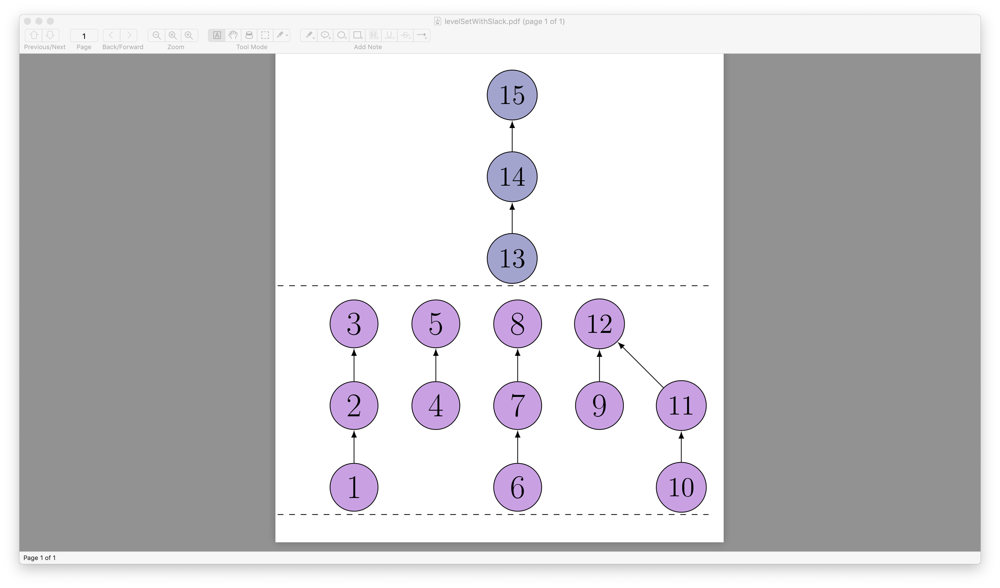 levelSetWithSlack.pdf (page 1 of 1)
1
A
H U S
Previous/Next Page Back/Forward Zoom Tool Mode Add Note
15
14
13
3 5 8 12
2 4 7 9 11
1 6 10
Page 1 of 1